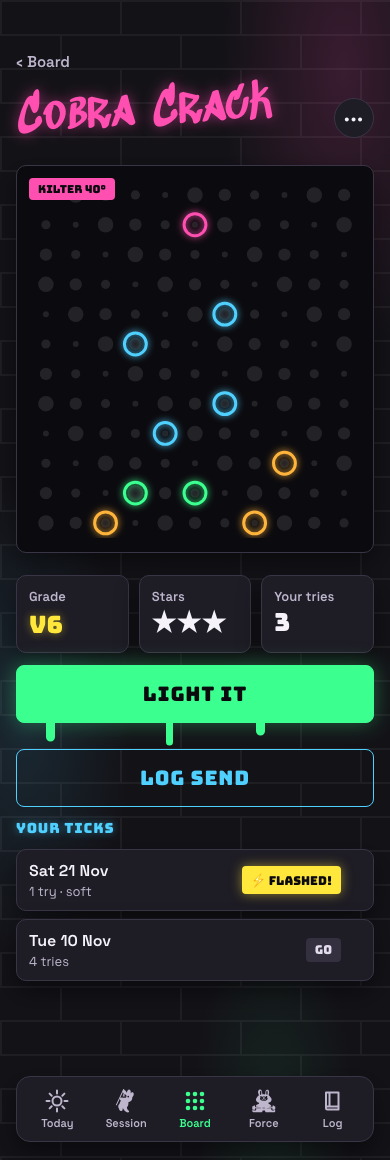 < Board
Cobra Crack
KILTER 40°
Grade
V6
Stars
★★★
Your tries
3
LIGHT IT
LOG SEND
YOUR TICKS
Sat 21 Nov
1 try · soft
⚡ FLASHED!
Tue 10 Nov
4 tries
GO
Today
Session
Board
Force
Log